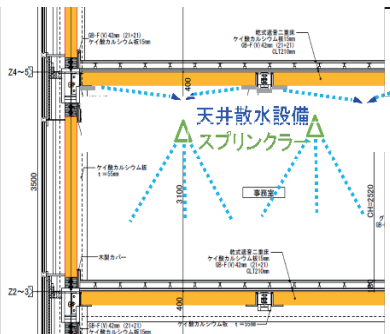 GB-F(V)42mm (21+21)
ケイ酸カルシウム板15mm
乾式遮音二重床
ケイ酸カルシウム板15mm
GB-F(V)42mm (21+21)
CLT210mm
Z4~5
400
天井散水設備
スプリンクラー
ケイ酸カルシウム板
t=55mm
3500
3100
事務室
CH=2520
木製カバー
乾式遮音二重床
ケイ酸カルシウム板15mm
GB-F(V)42mm (21+21)
CLT210mm
Z2~3
400
GB-F(V)42mm (21+21)
ケイ酸カルシウム板15mm
ケイ酸カルシウム板 t=55mm